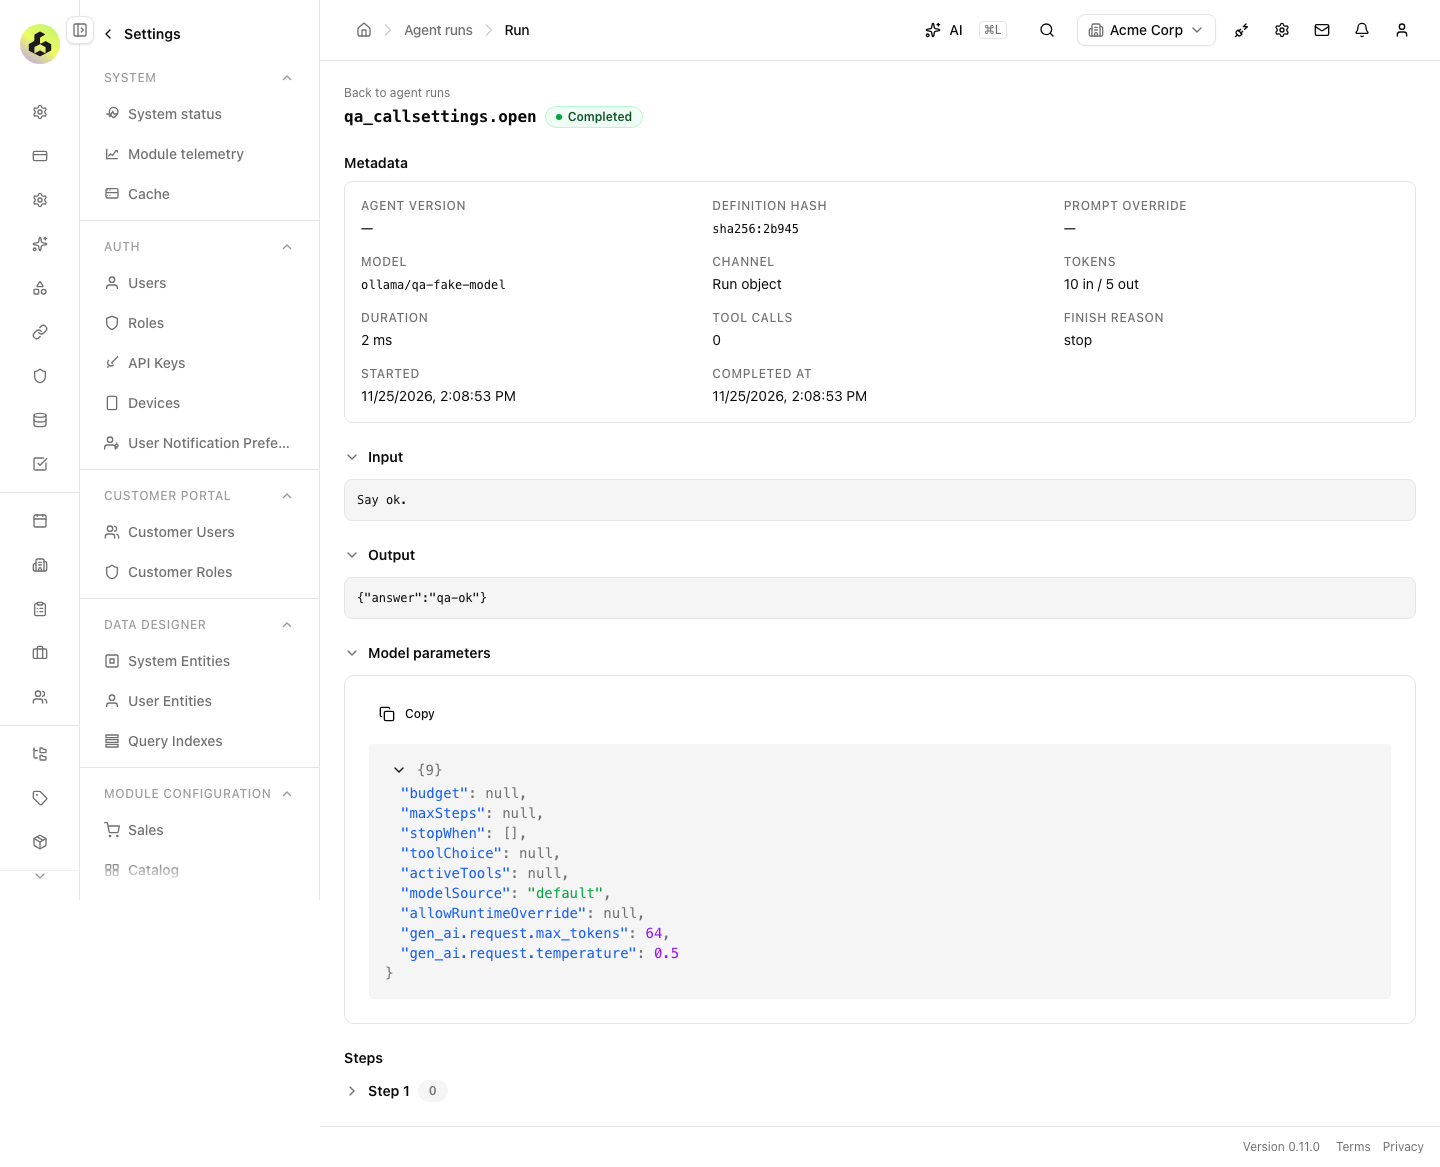 Settings
SYSTEM
System status
Module telemetry
Cache
AUTH
Users
Roles
API Keys
Devices
User Notification Prefe...
CUSTOMER PORTAL
Customer Users
Customer Roles
DATA DESIGNER
System Entities
User Entities
Query Indexes
MODULE CONFIGURATION
Sales
Catalog
Agent runs
Run
AI ⌘L
Acme Corp
Back to agent runs
qa_callsettings.open
Completed
Metadata
AGENT VERSION
—
DEFINITION HASH
sha256:2b945
PROMPT OVERRIDE
—
MODEL
ollama/qa-fake-model
CHANNEL
Run object
TOKENS
10 in / 5 out
DURATION
2 ms
TOOL CALLS
0
FINISH REASON
stop
STARTED
11/25/2026, 2:08:53 PM
COMPLETED AT
11/25/2026, 2:08:53 PM
Input
Say ok.
Output
{"answer":"qa-ok"}
Model parameters
Copy
{9}
"budget": null,
"maxSteps": null,
"stopWhen": [],
"toolChoice": null,
"activeTools": null,
"modelSource": "default",
"allowRuntimeOverride": null,
"gen_ai.request.max_tokens": 64,
"gen_ai.request.temperature": 0.5
}
Steps
Step 1 0
Version 0.11.0 Terms Privacy